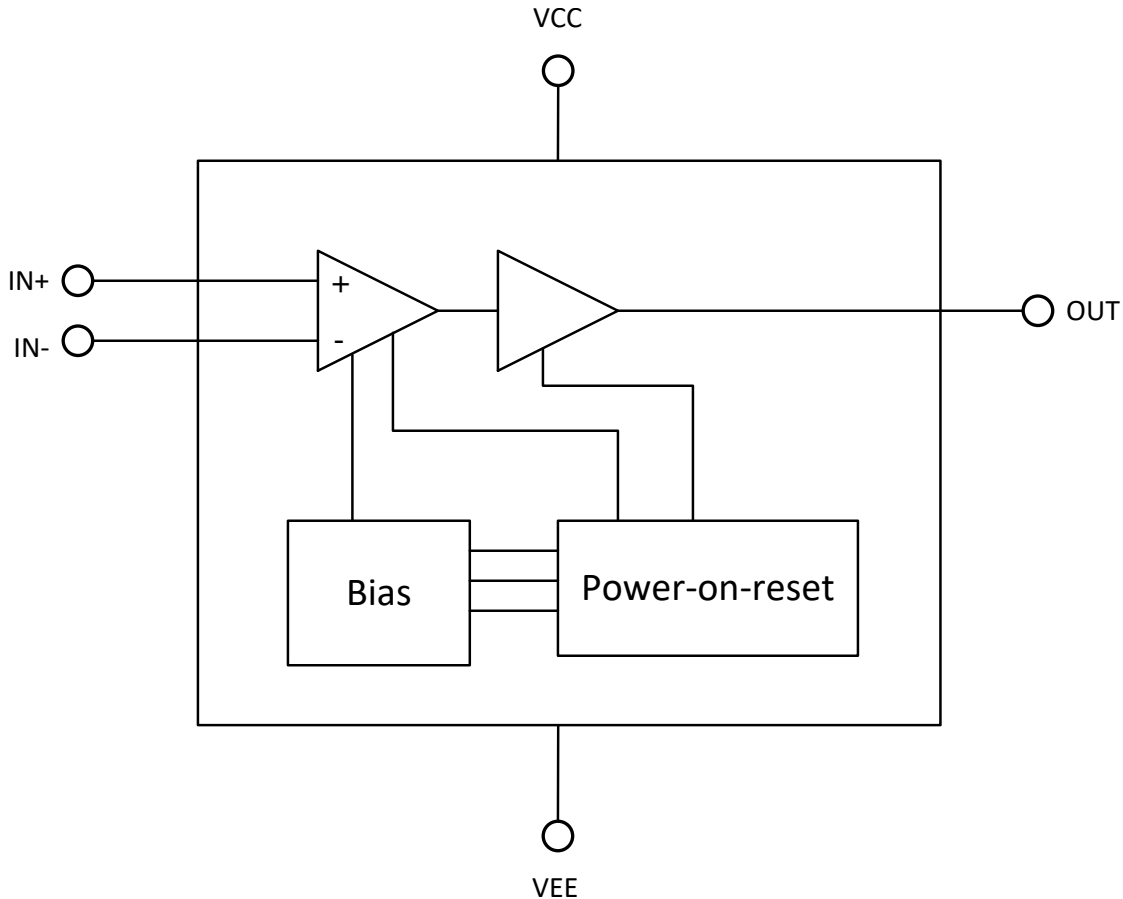 VCC
IN+
+
OUT
IN-
-
Bias
Power-on-reset
VEE